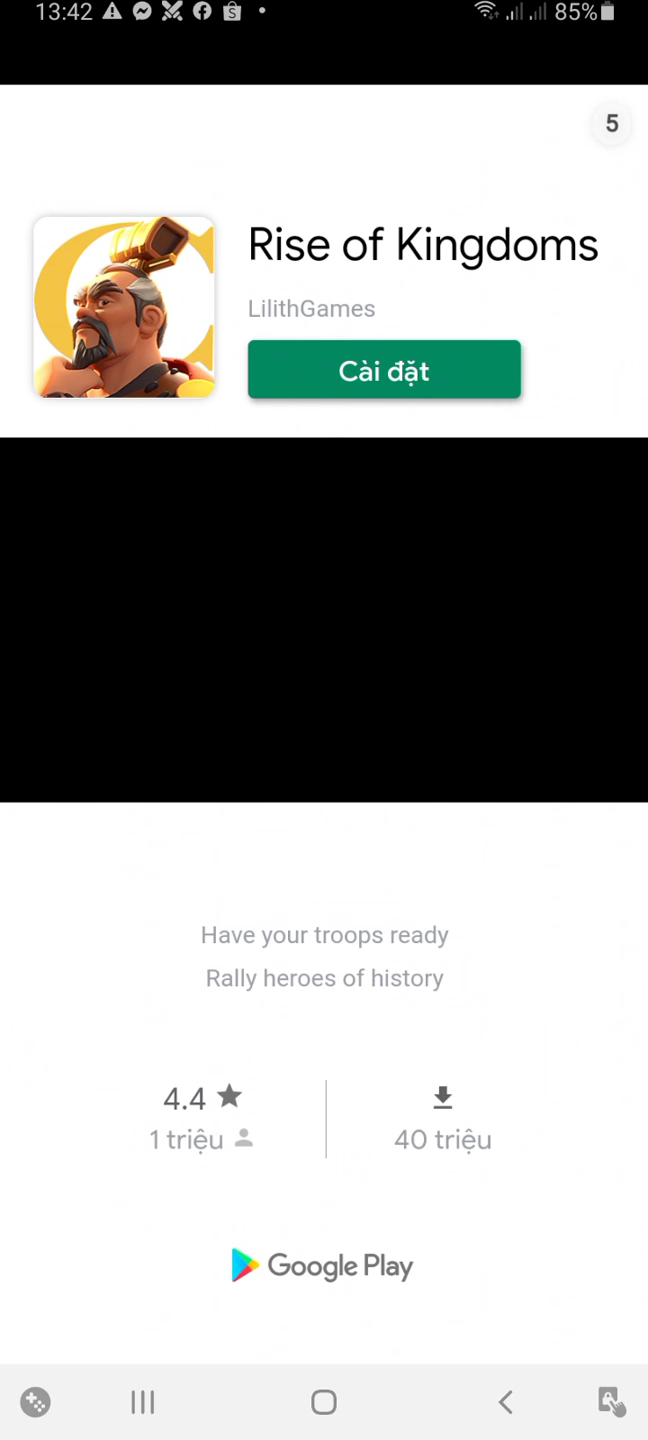 13:42
85%
5
Rise of Kingdoms
LilithGames
Cài đặt
Have your troops ready
Rally heroes of history
4.4
1 triệu
40 triệu
Google Play